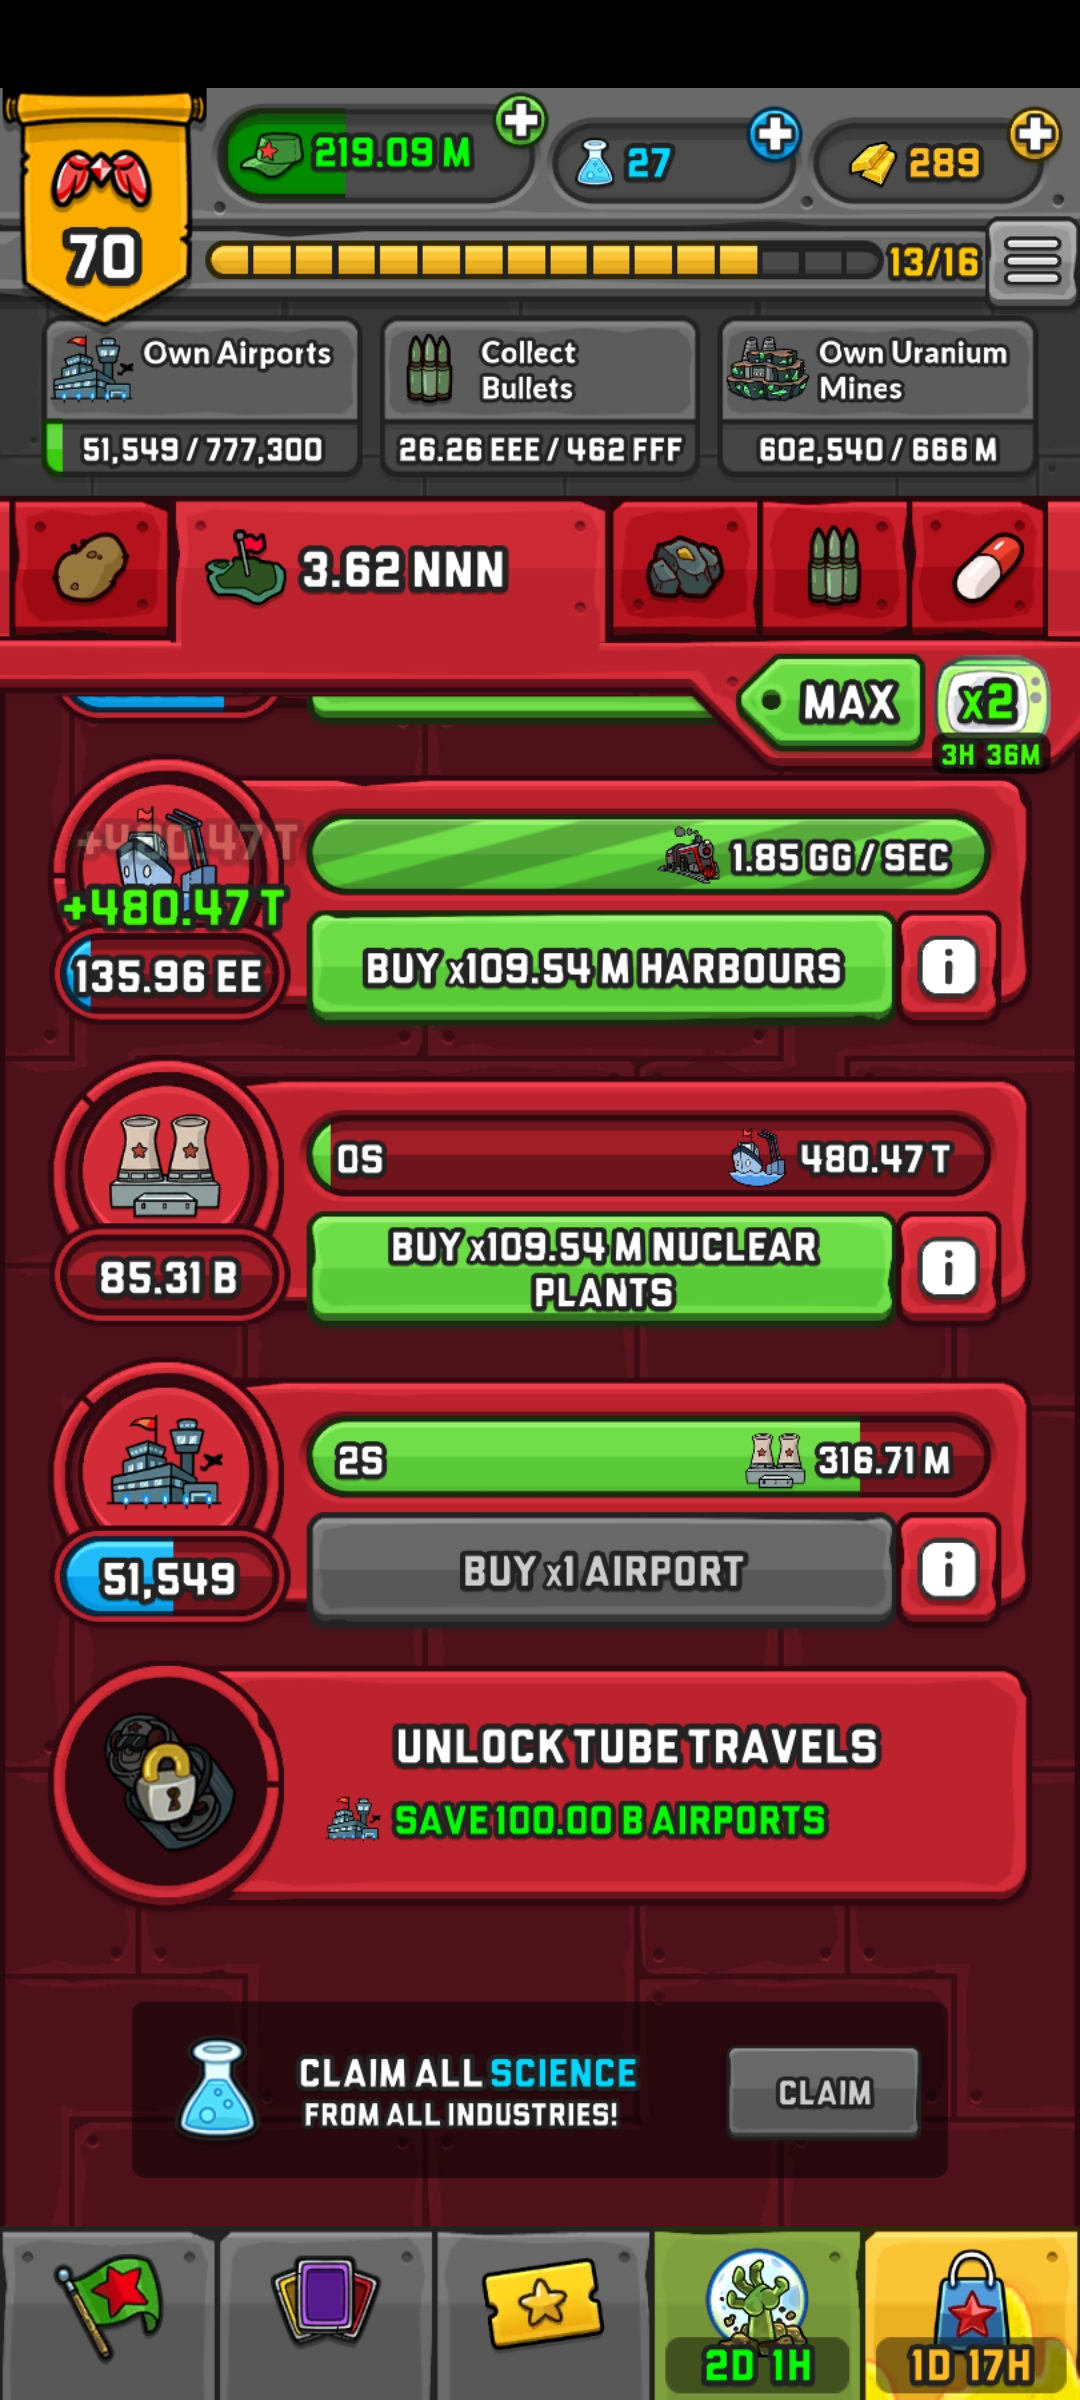 219.09 M
27
289
70
13/16
Own Airports
51,549 / 777,300
Collect
Bullets
26.26 EEE / 462 FFF
Own Uranium
Mines
602,540 / 666 M
3.62 NNN
MAX
x2
3H 36M
+480.47 T
+480.47 T
135.96 EE
1.85 GG / SEC
BUY x109.54 M HARBOURS
i
85.31 B
0S
480.47 T
BUY x109.54 M NUCLEAR
PLANTS
i
51,549
2S
316.71 M
BUY x1 AIRPORT
i
UNLOCK TUBE TRAVELS
SAVE 100.00 B AIRPORTS
CLAIM ALL SCIENCE
FROM ALL INDUSTRIES!
CLAIM
2D 1H
1D 17H